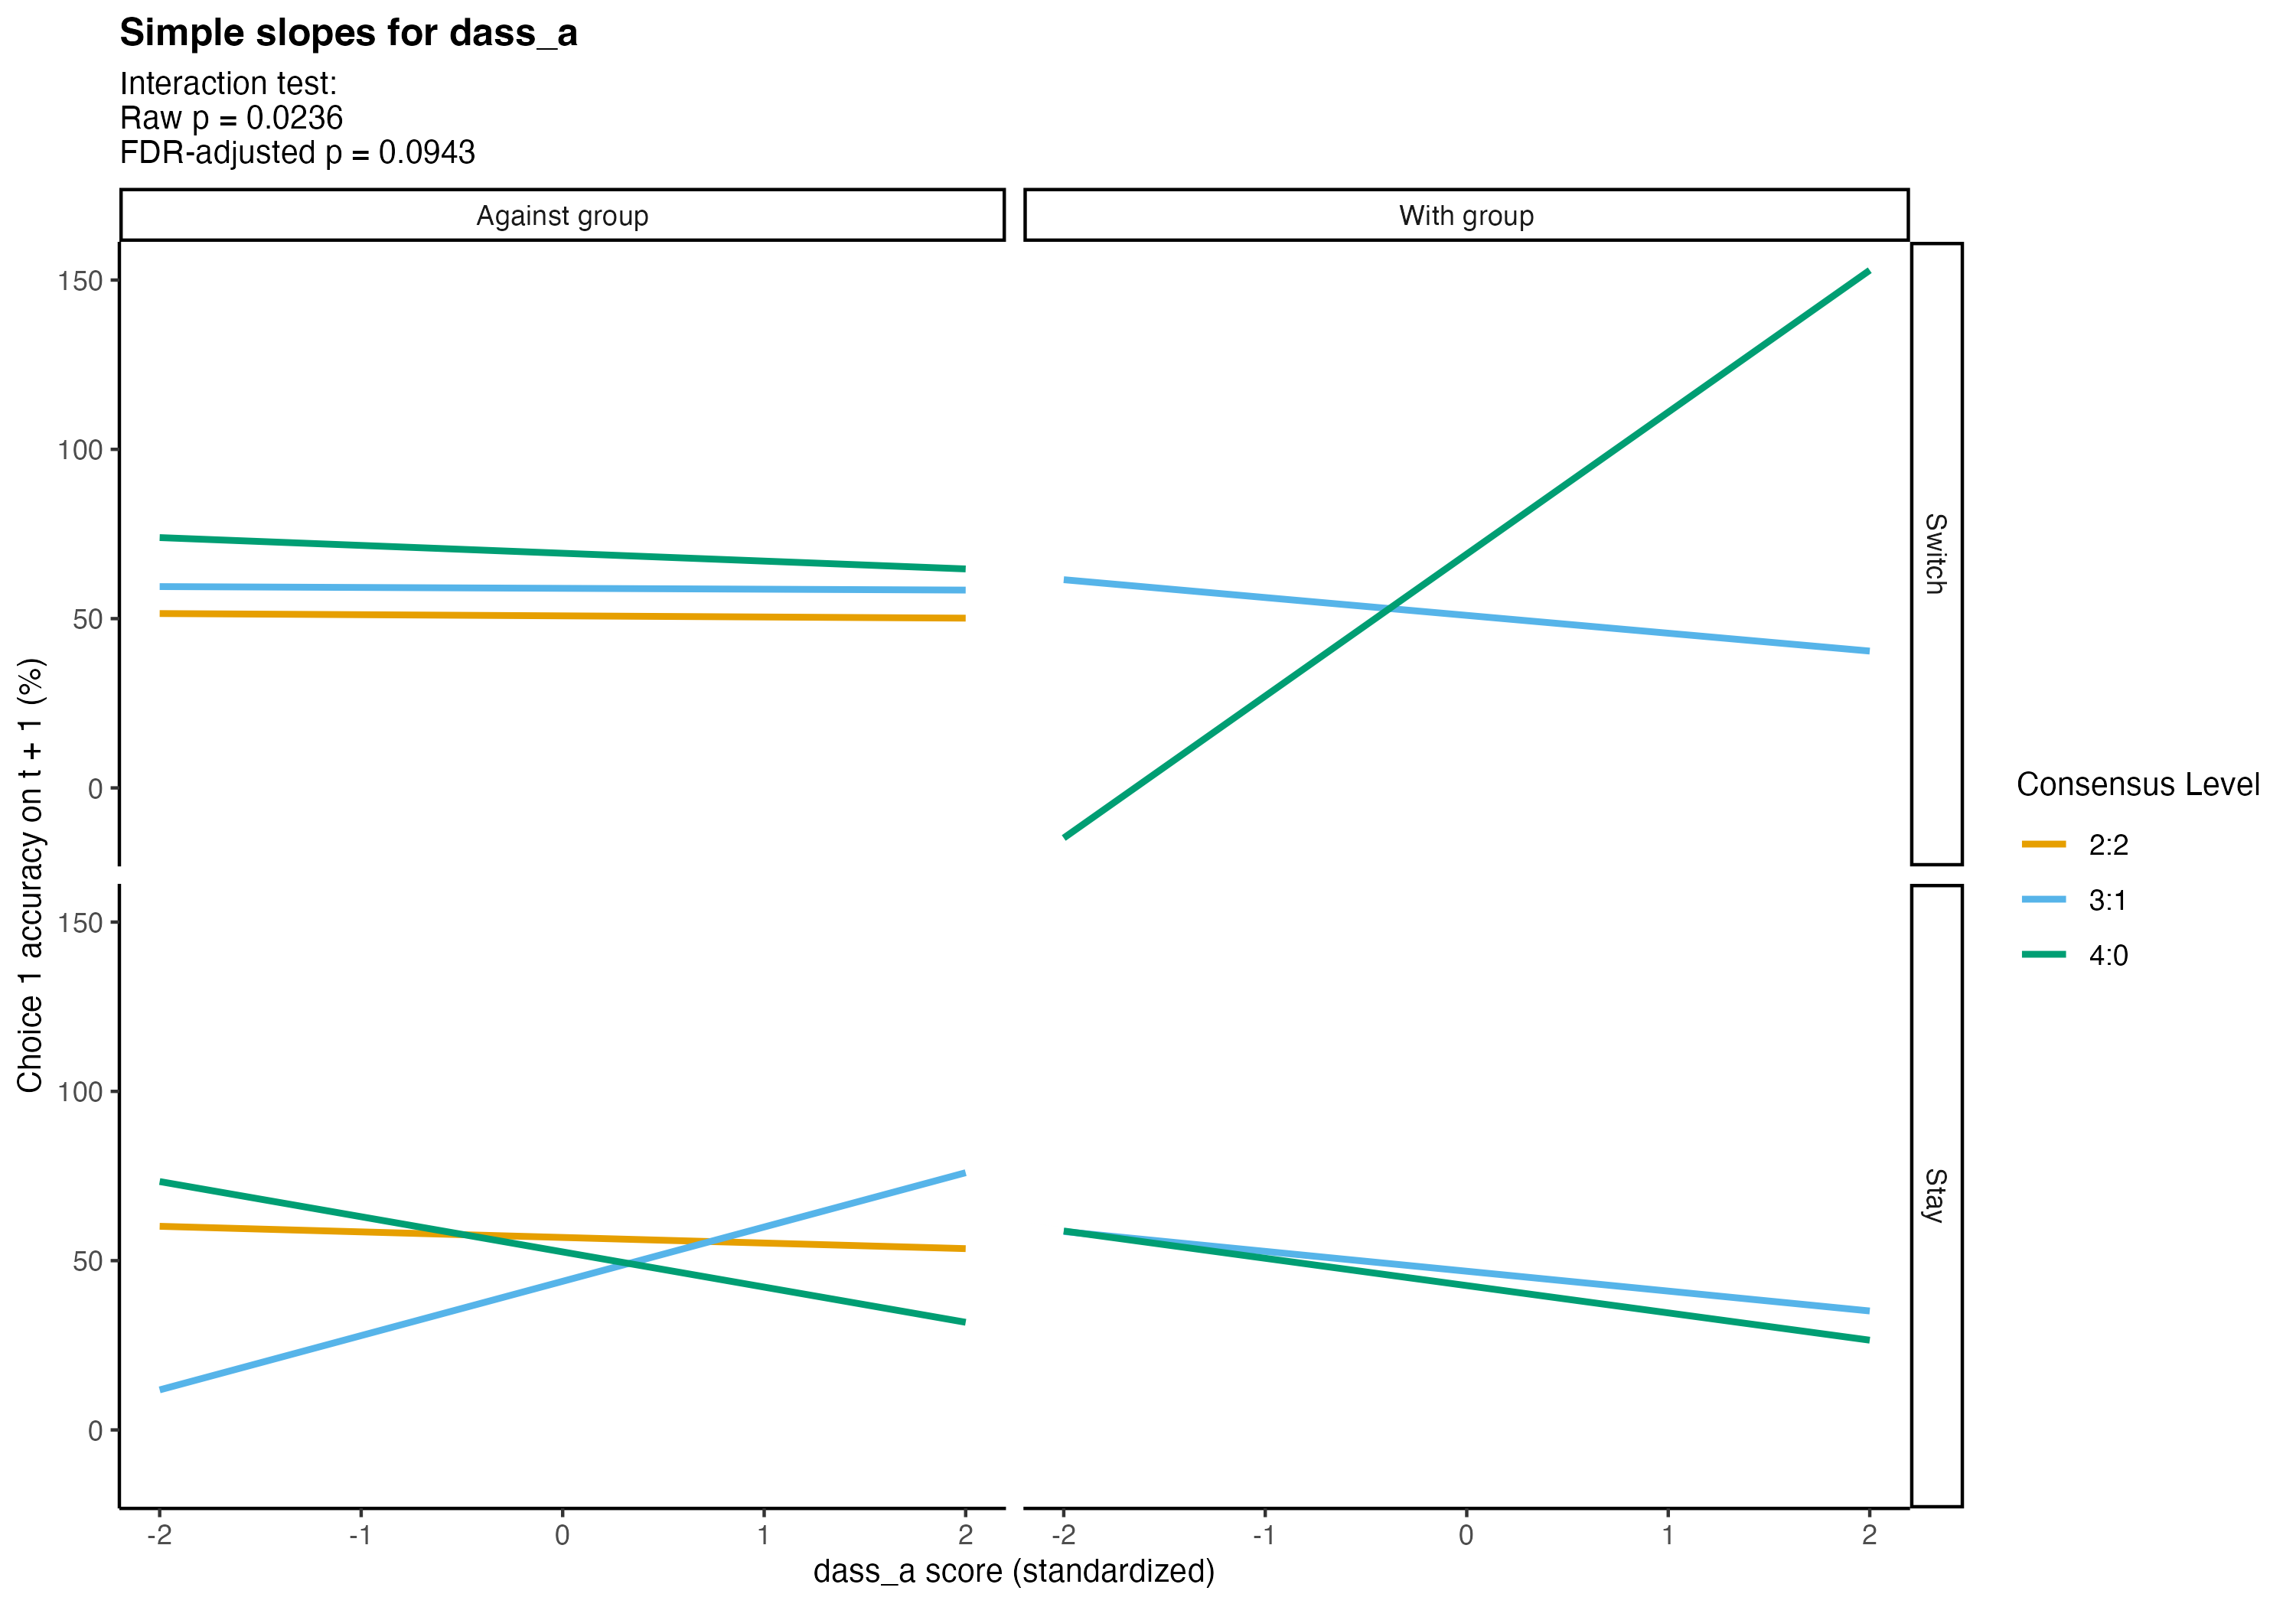 Simple slopes for dass_a
Interaction test:
Raw p = 0.0236
FDR-adjusted p = 0.0943
Against group
With group
150
100
50
0
Switch
150
100
50
0
Stay
Choice 1 accuracy on t + 1 (%)
-2
-1
0
1
2
-2
-1
0
1
2
dass_a score (standardized)
Consensus Level
2:2
3:1
4:0